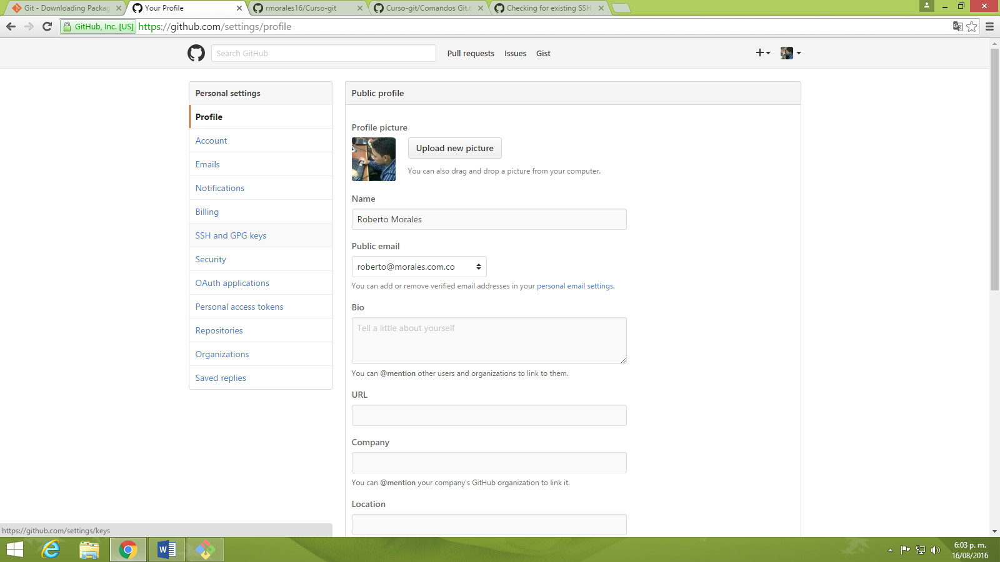 Git - Downloading Packag
Your Profile
rmorales16/Curso-git
Curso-git/Comandos Git.t
Checking for existing SSH
GitHub, Inc. [US] https://github.com/settings/profile
Search GitHub
Pull requests
Issues
Gist
Personal settings
Profile
Account
Emails
Notifications
Billing
SSH and GPG keys
Security
OAuth applications
Personal access tokens
Repositories
Organizations
Saved replies
Public profile
Profile picture
Upload new picture
You can also drag and drop a picture from your computer.
Name
Roberto Morales
Public email
roberto@morales.com.co
You can add or remove verified email addresses in your personal email settings.
Bio
Tell a little about yourself
You can @mention other users and organizations to link to them.
URL
Company
You can @mention your company's GitHub organization to link it.
Location
https://github.com/settings/keys
6:03 p. m.
16/08/2016